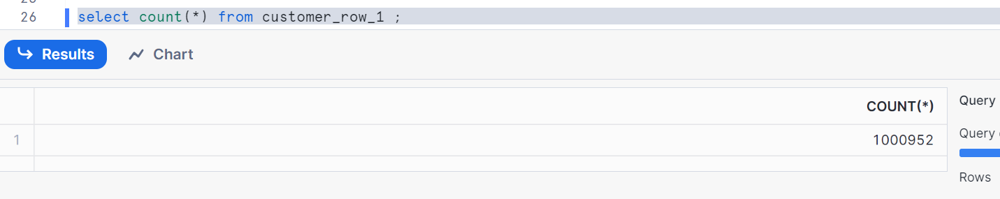 26 select count(*) from customer_row_1 ;
Results Chart
COUNT(*)
Query
1 1000952
Query
Rows